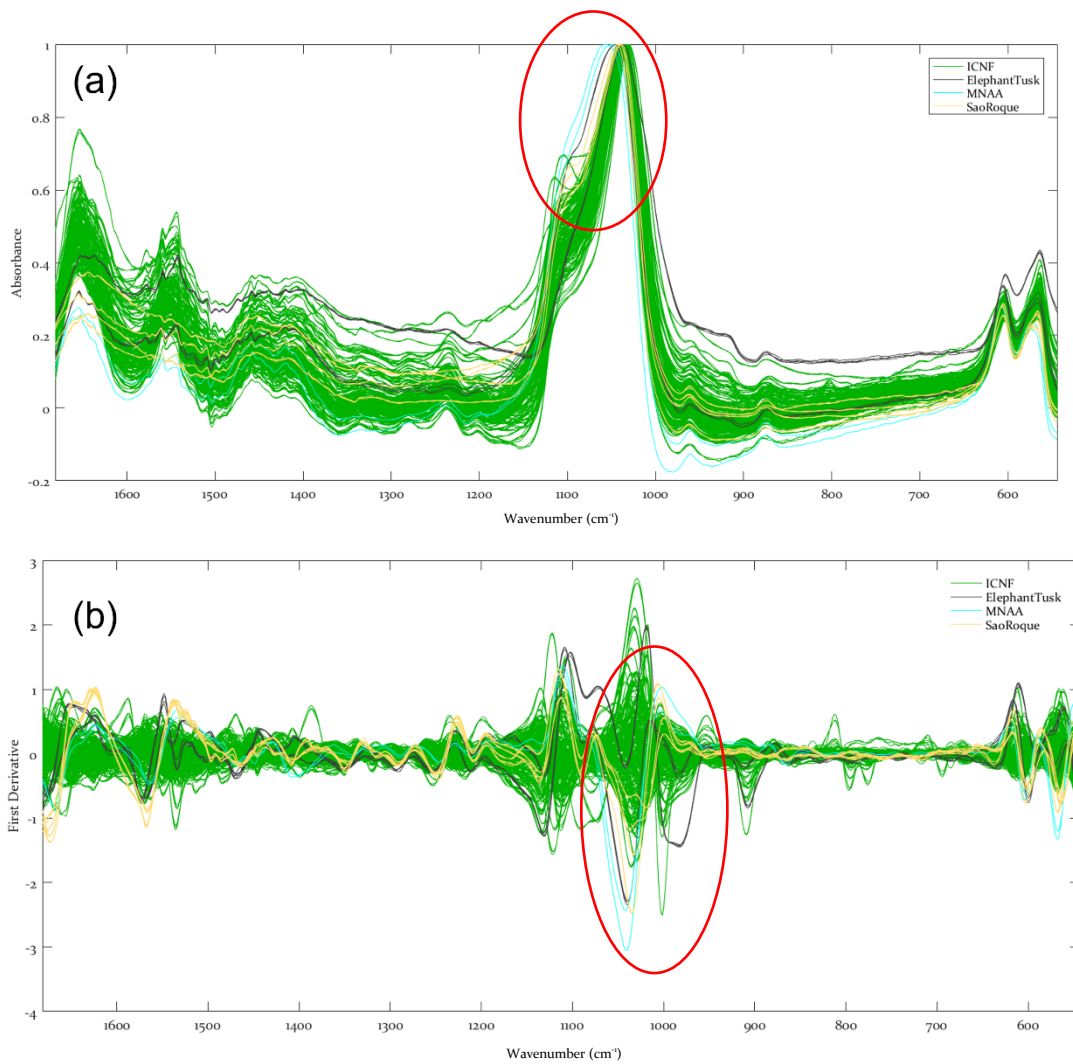 (a)
ICNF
ElephantTusk
MNAA
SaoRoque
Absorbance
1
0.8
0.6
0.4
0.2
0
-0.2
1600 1500 1400 1300 1200 1100 1000 900 800 700 600
Wavenumber (cm⁻¹)
(b)
ICNF
ElephantTusk
MNAA
SaoRoque
First Derivative
3
2
1
0
-1
-2
-3
-4
1600 1500 1400 1300 1200 1100 1000 900 800 700 600
Wavenumber (cm⁻¹)